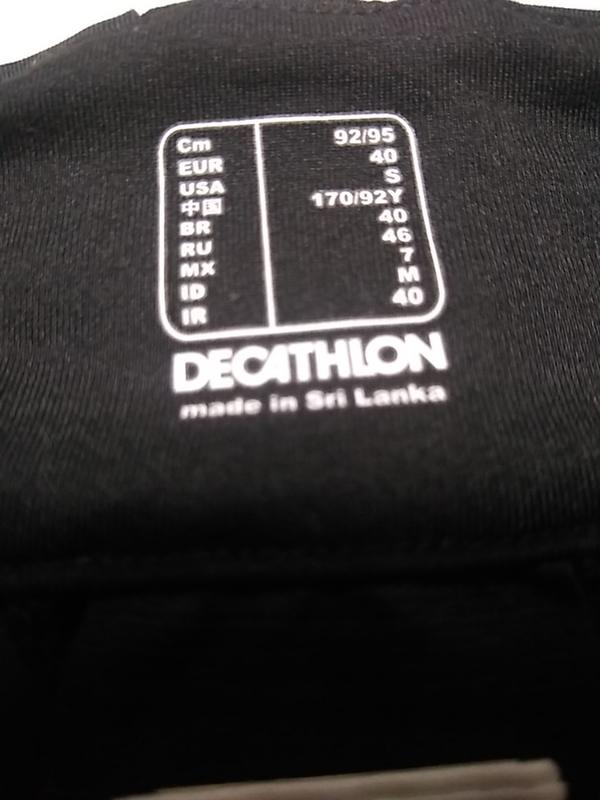 Cm 92/95
EUR 40
USA S
中国 170/92Y
BR 40
RU 46
MX 7
ID M
IR 40
DECATHLON
made in Sri Lanka